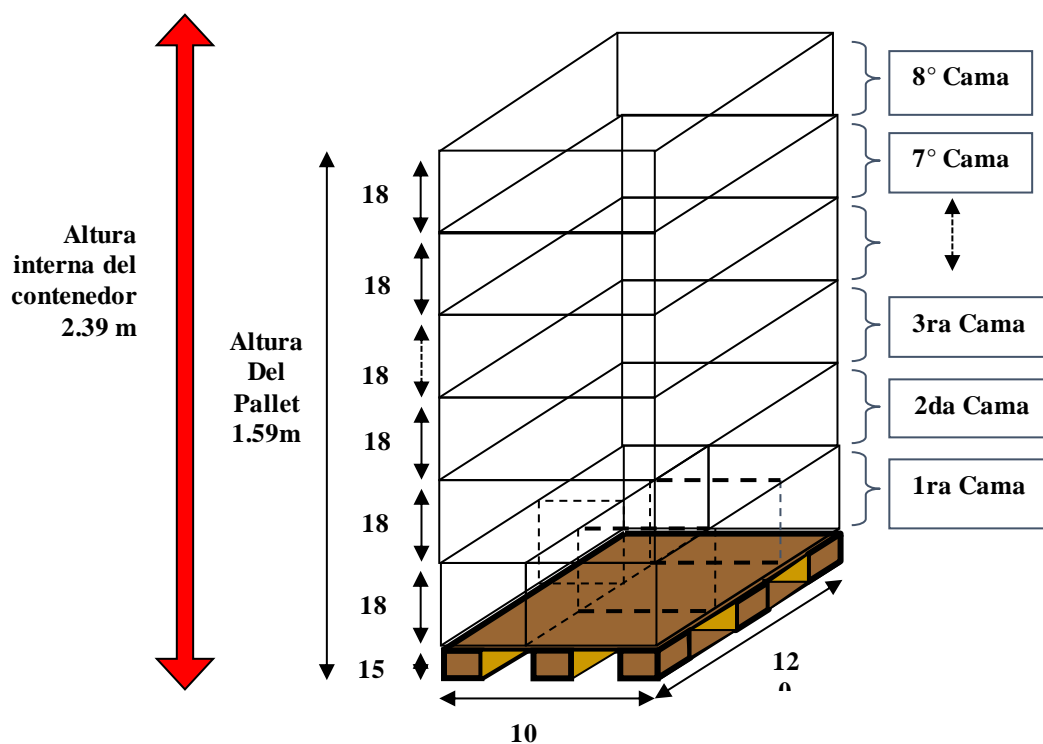 Altura
interna del
contenedor
2.39 m
Altura
Del
Pallet
1.59m
18
18
18
18
18
18
15
10
12
8° Cama
7° Cama
3ra Cama
2da Cama
1ra Cama